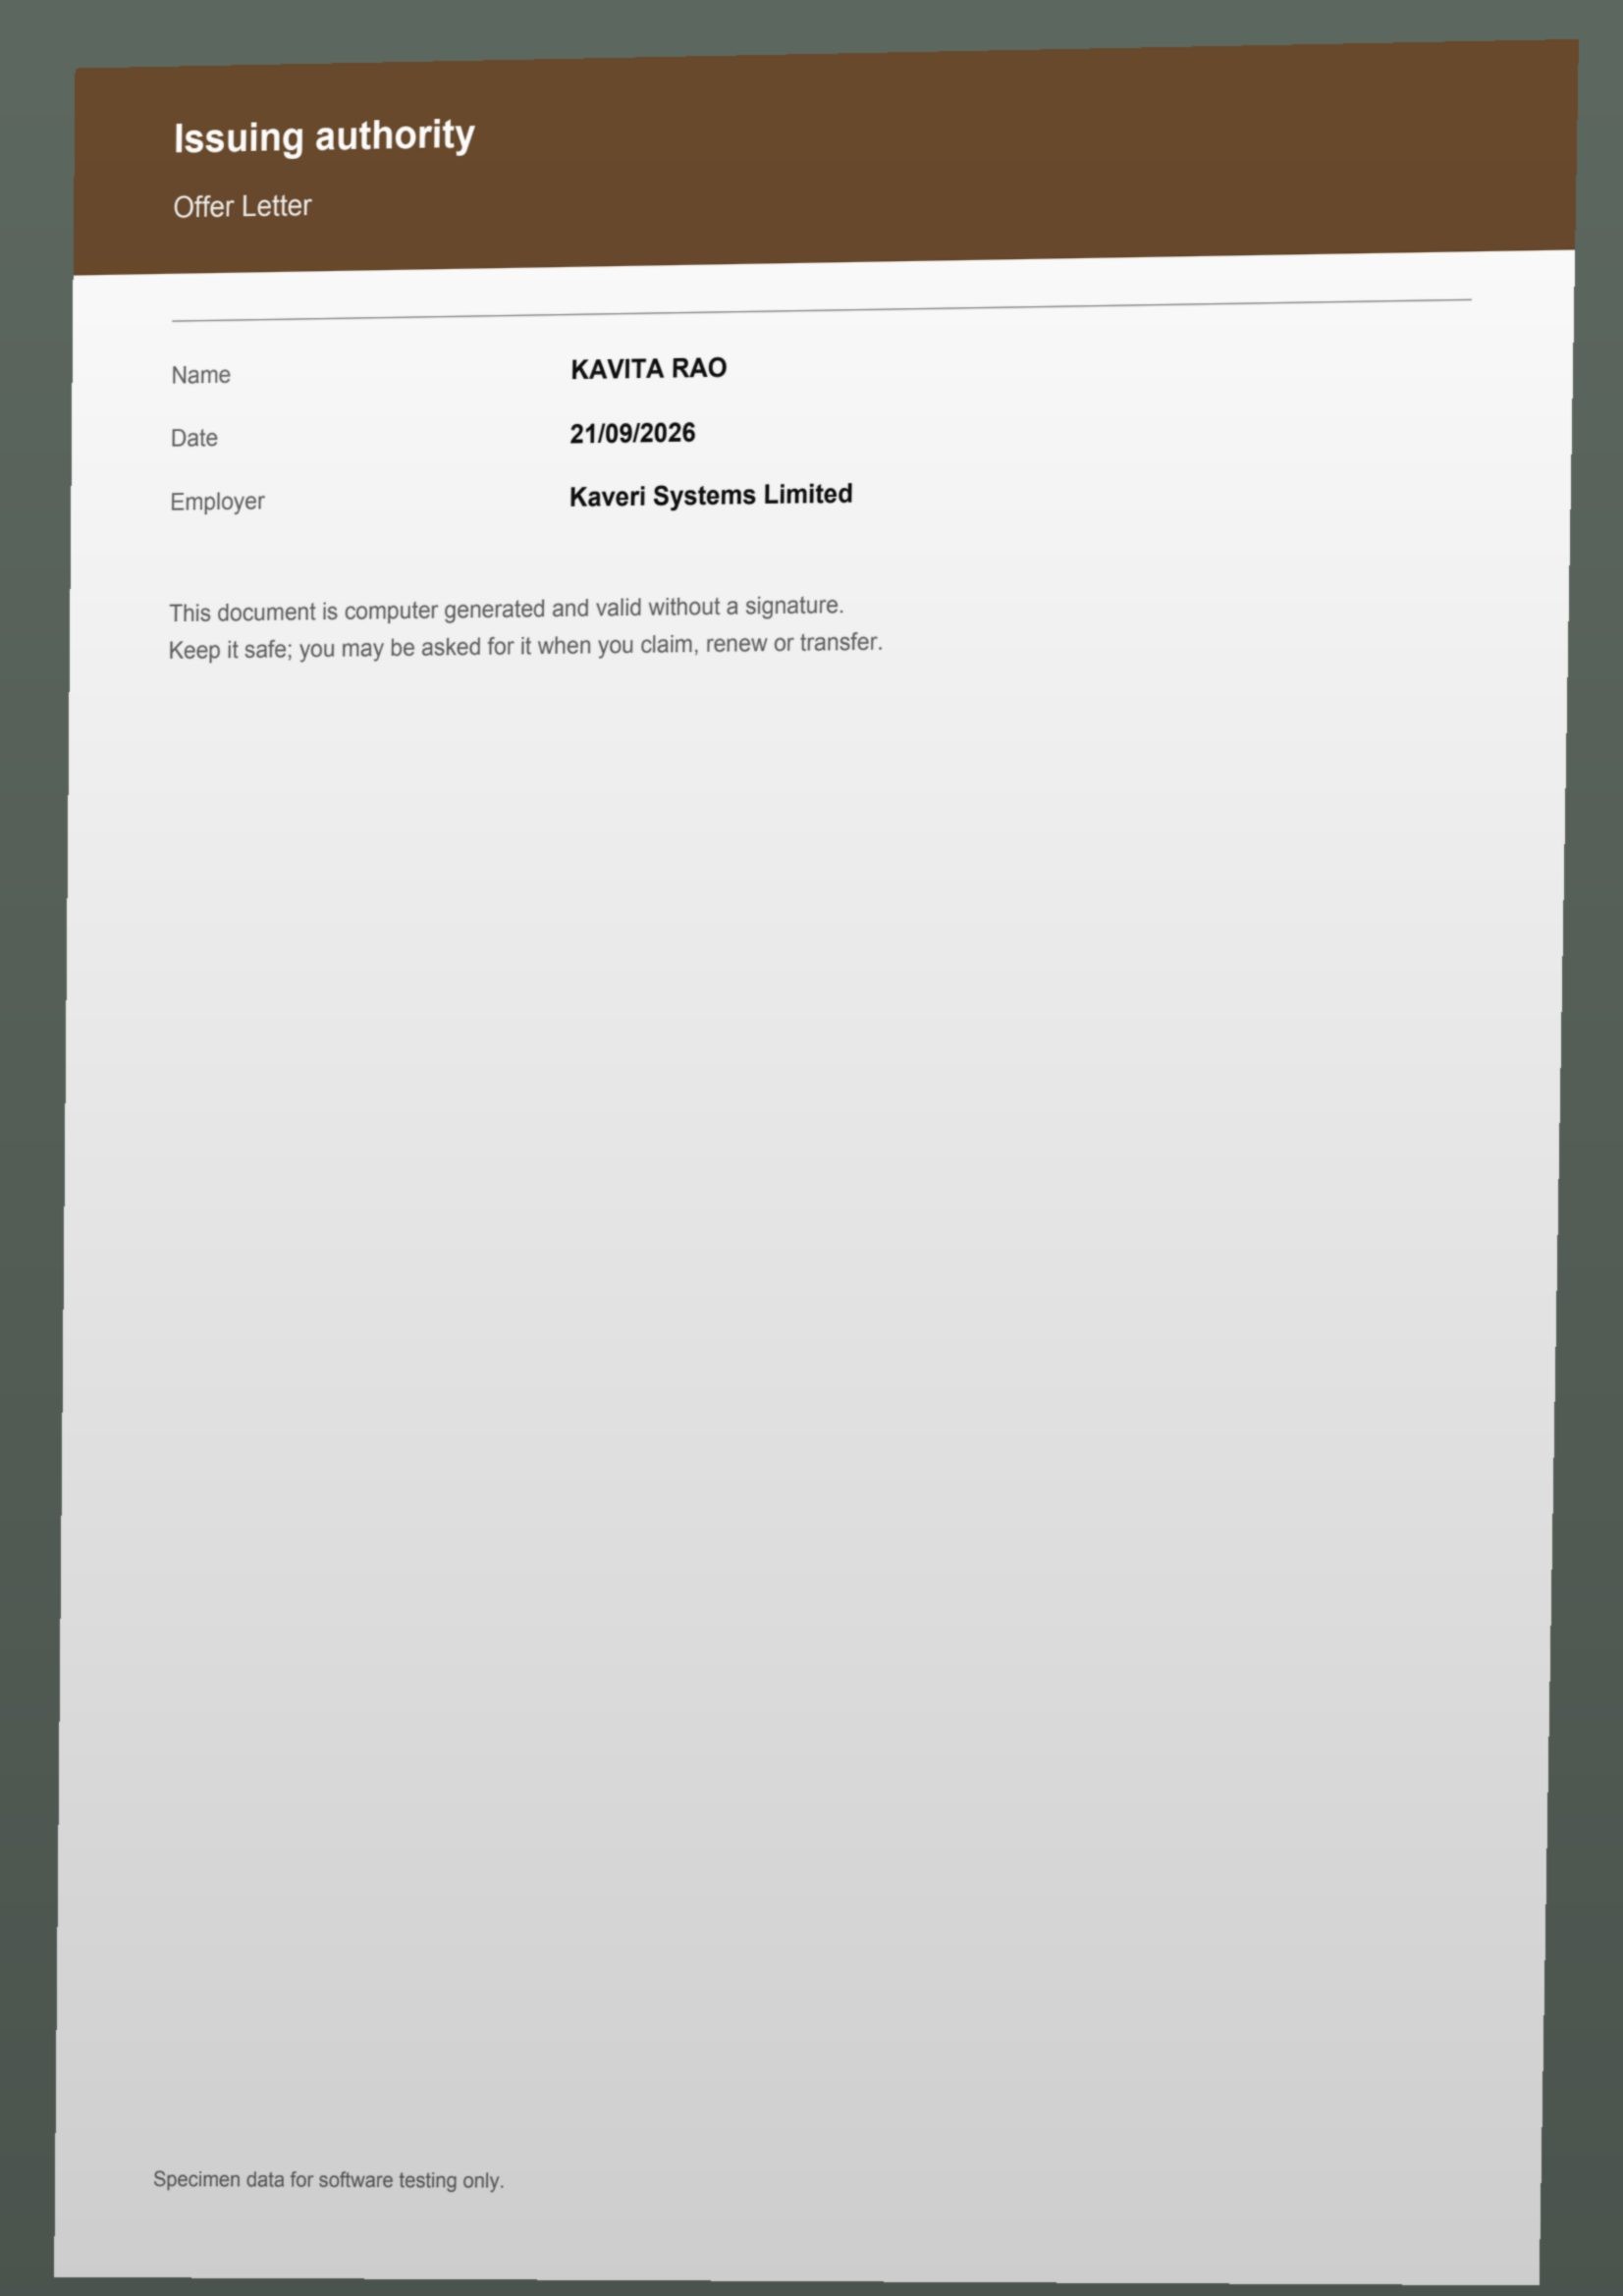 Issuing authority
Offer Letter
Name KAVITA RAO
Date 21/09/2026
Employer Kaveri Systems Limited
This document is computer generated and valid without a signature.
Keep it safe; you may be asked for it when you claim, renew or transfer.
Specimen data for software testing only.